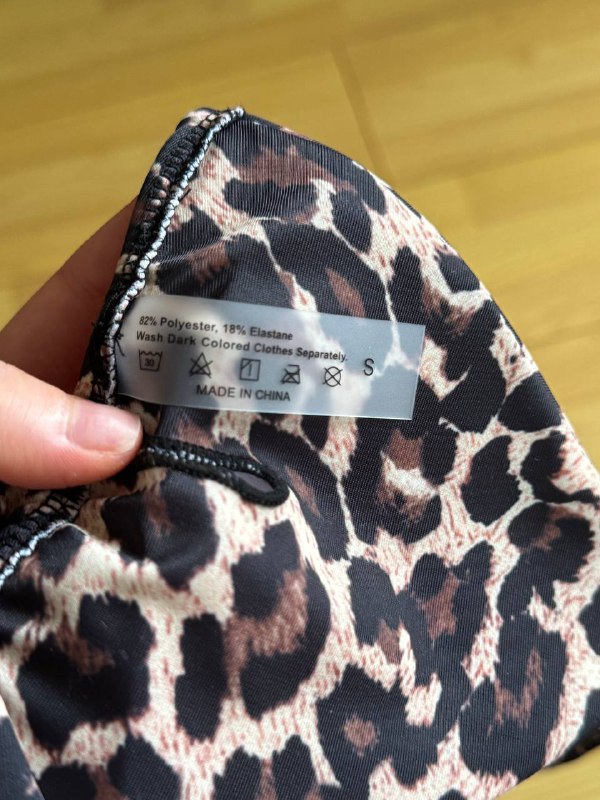 82% Polyester, 18% Elastane
Wash Dark Colored Clothes Separately.
30 S
MADE IN CHINA